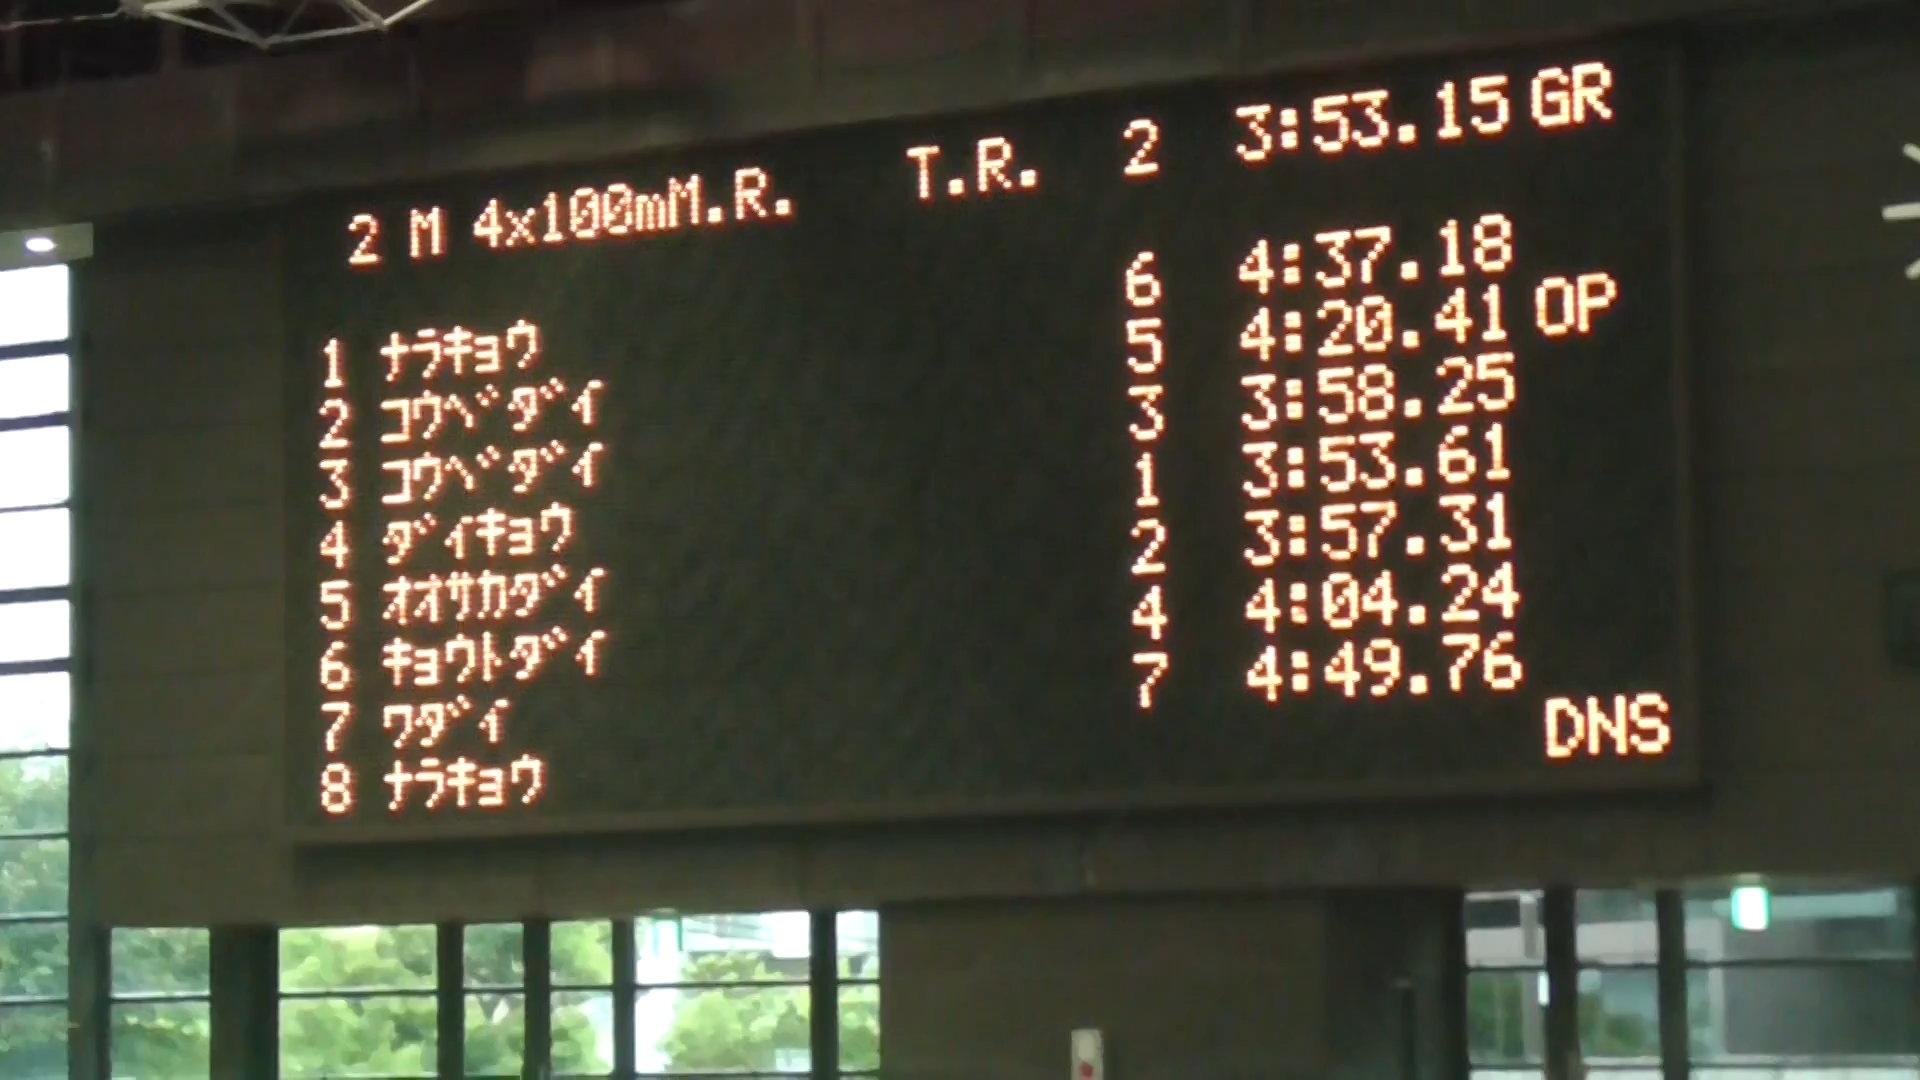 2 M 4x100mM.R. T.R. 2 3:53.15 GR
1 ナラキョウ 6 4:37.18
2 コウベダイ 5 4:20.41 OP
3 コウベダイ 3 3:58.25
4 ダイキョウ 1 3:53.61
5 オオサカダイ 2 3:57.31
6 キョウトダイ 4 4:04.24
7 ワダイ 7 4:49.76
8 ナラキョウ DNS